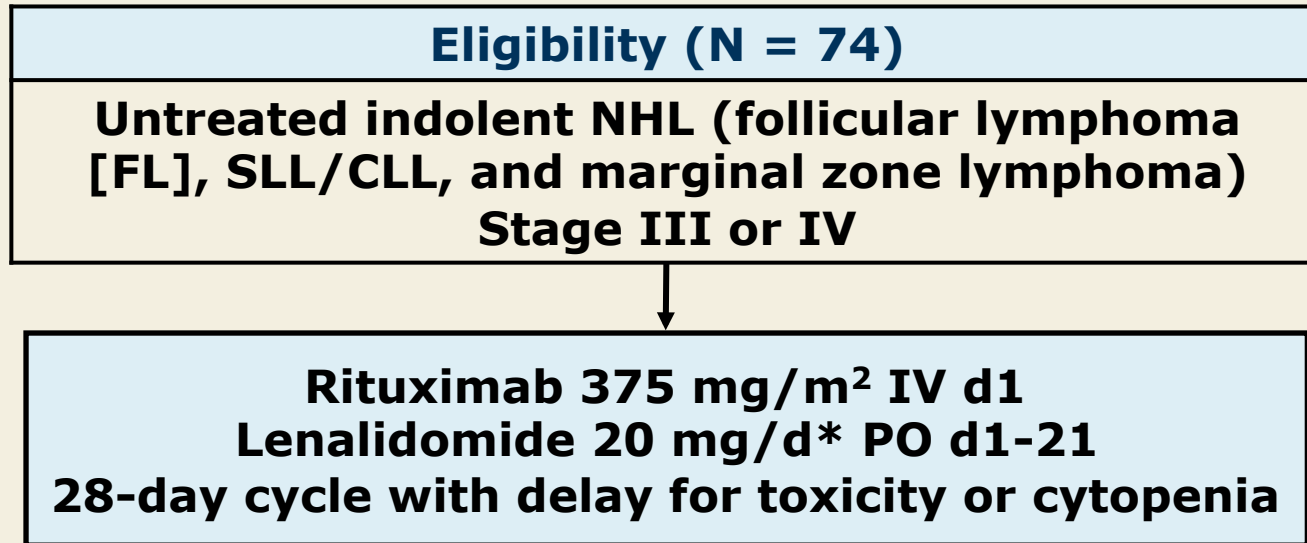 Eligibility (N = 74)
Untreated indolent NHL (follicular lymphoma
[FL], SLL/CLL, and marginal zone lymphoma)
Stage III or IV
Rituximab 375 mg/m² IV d1
Lenalidomide 20 mg/d* PO d1-21
28-day cycle with delay for toxicity or cytopenia